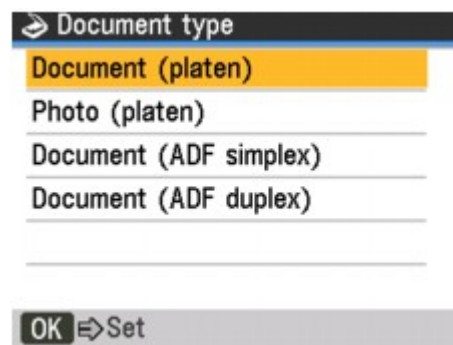 Document type
Document (platen)
Photo (platen)
Document (ADF simplex)
Document (ADF duplex)
OK ⇨Set